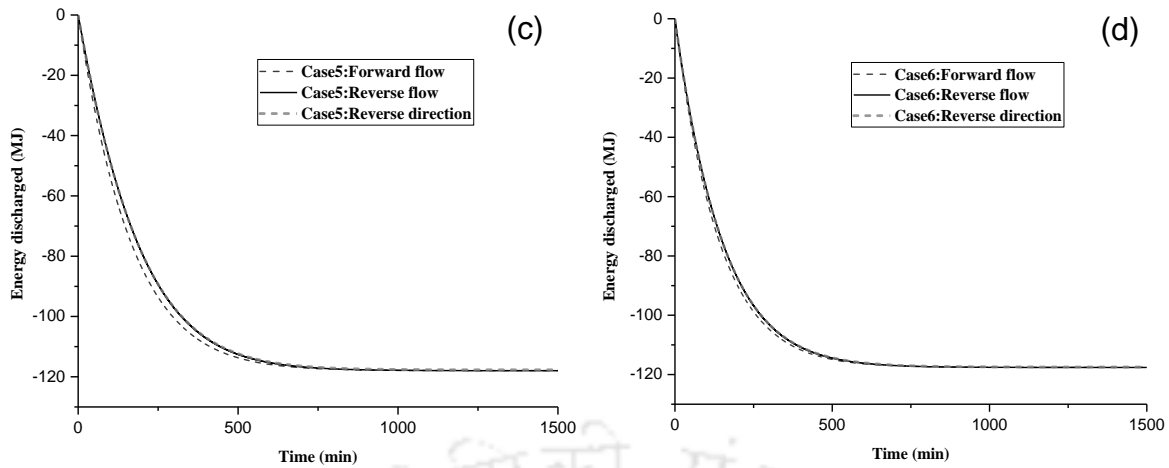 (c)
Case5:Forward flow
Case5:Reverse flow
Case5:Reverse direction
Energy discharged (MJ)
0
-20
-40
-60
-80
-100
-120
0 500 1000 1500
Time (min)
(d)
Case6:Forward flow
Case6:Reverse flow
Case6:Reverse direction
Energy discharged (MJ)
0
-20
-40
-60
-80
-100
-120
0 500 1000 1500
Time (min)